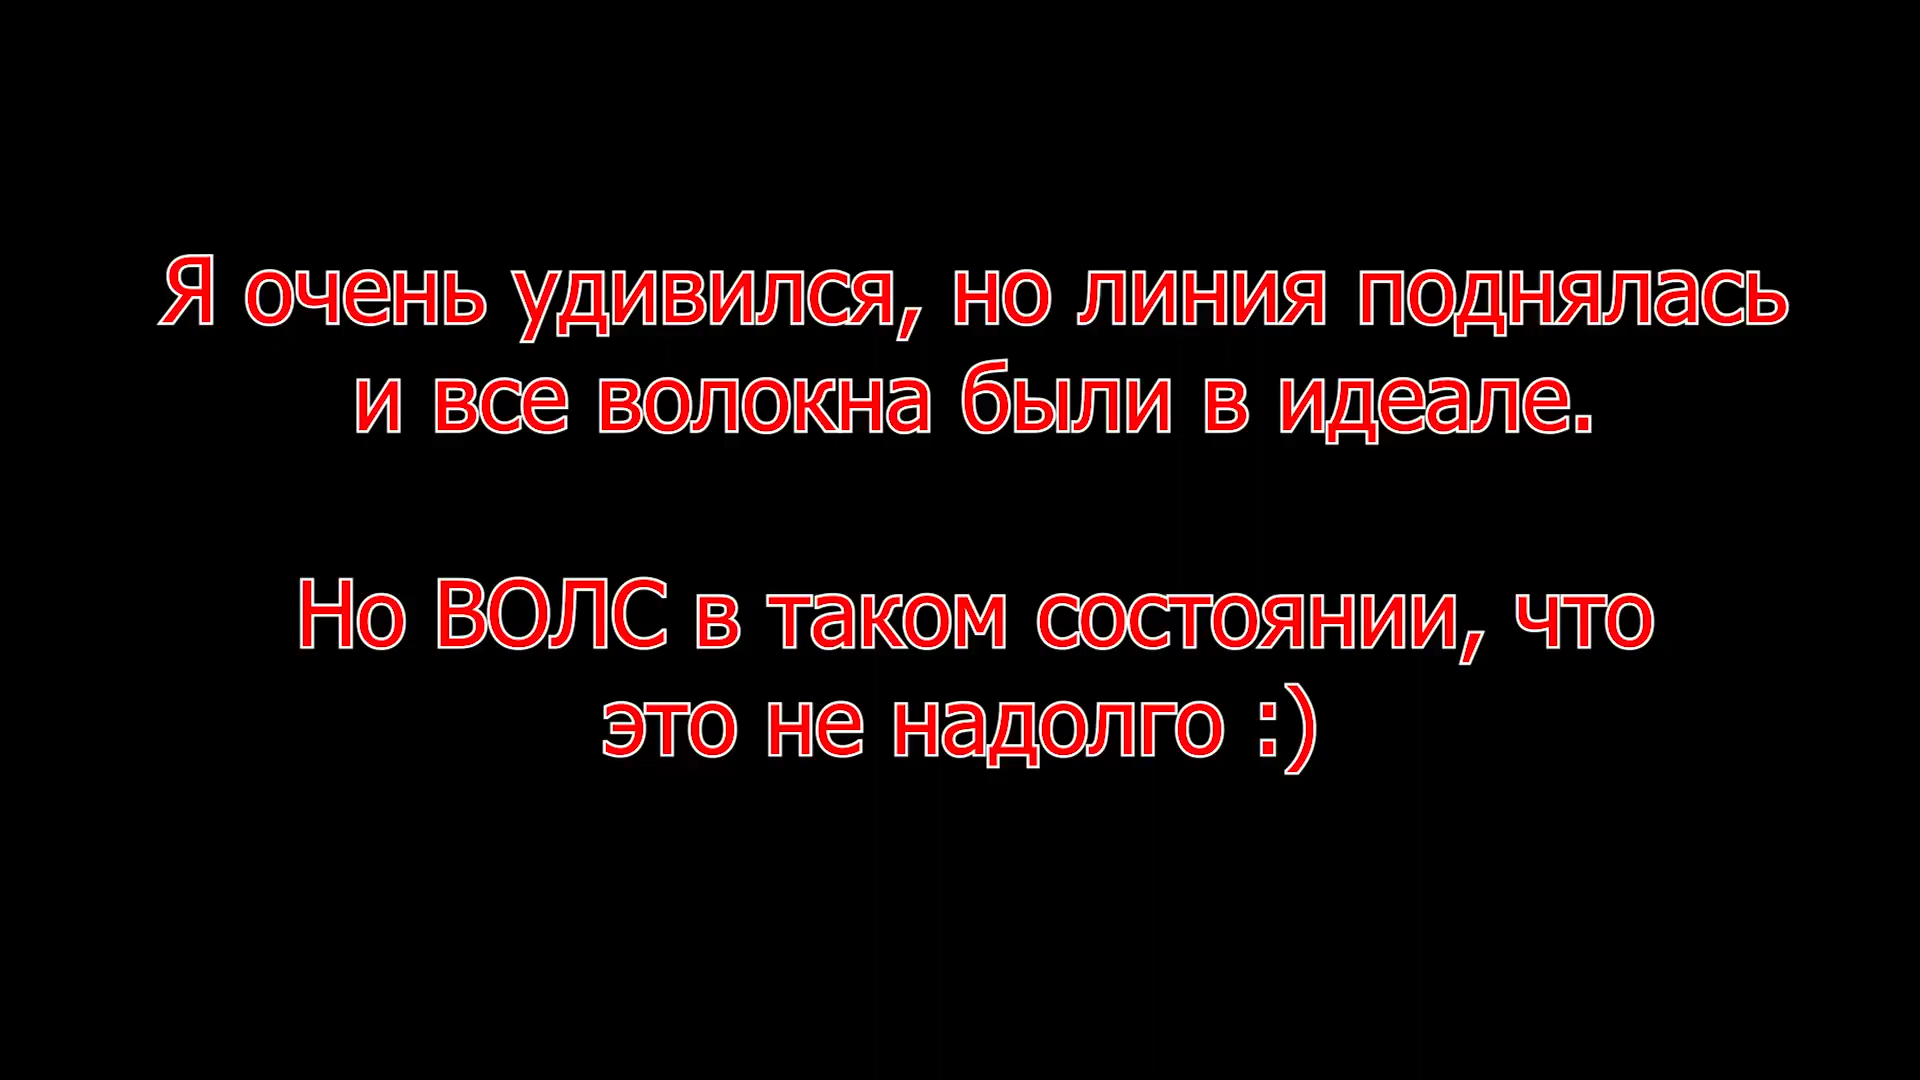 Я очень удивился, но линия поднялась
и все волокна были в идеале.
Но ВОЛС в таком состоянии, что
это не надолго :)